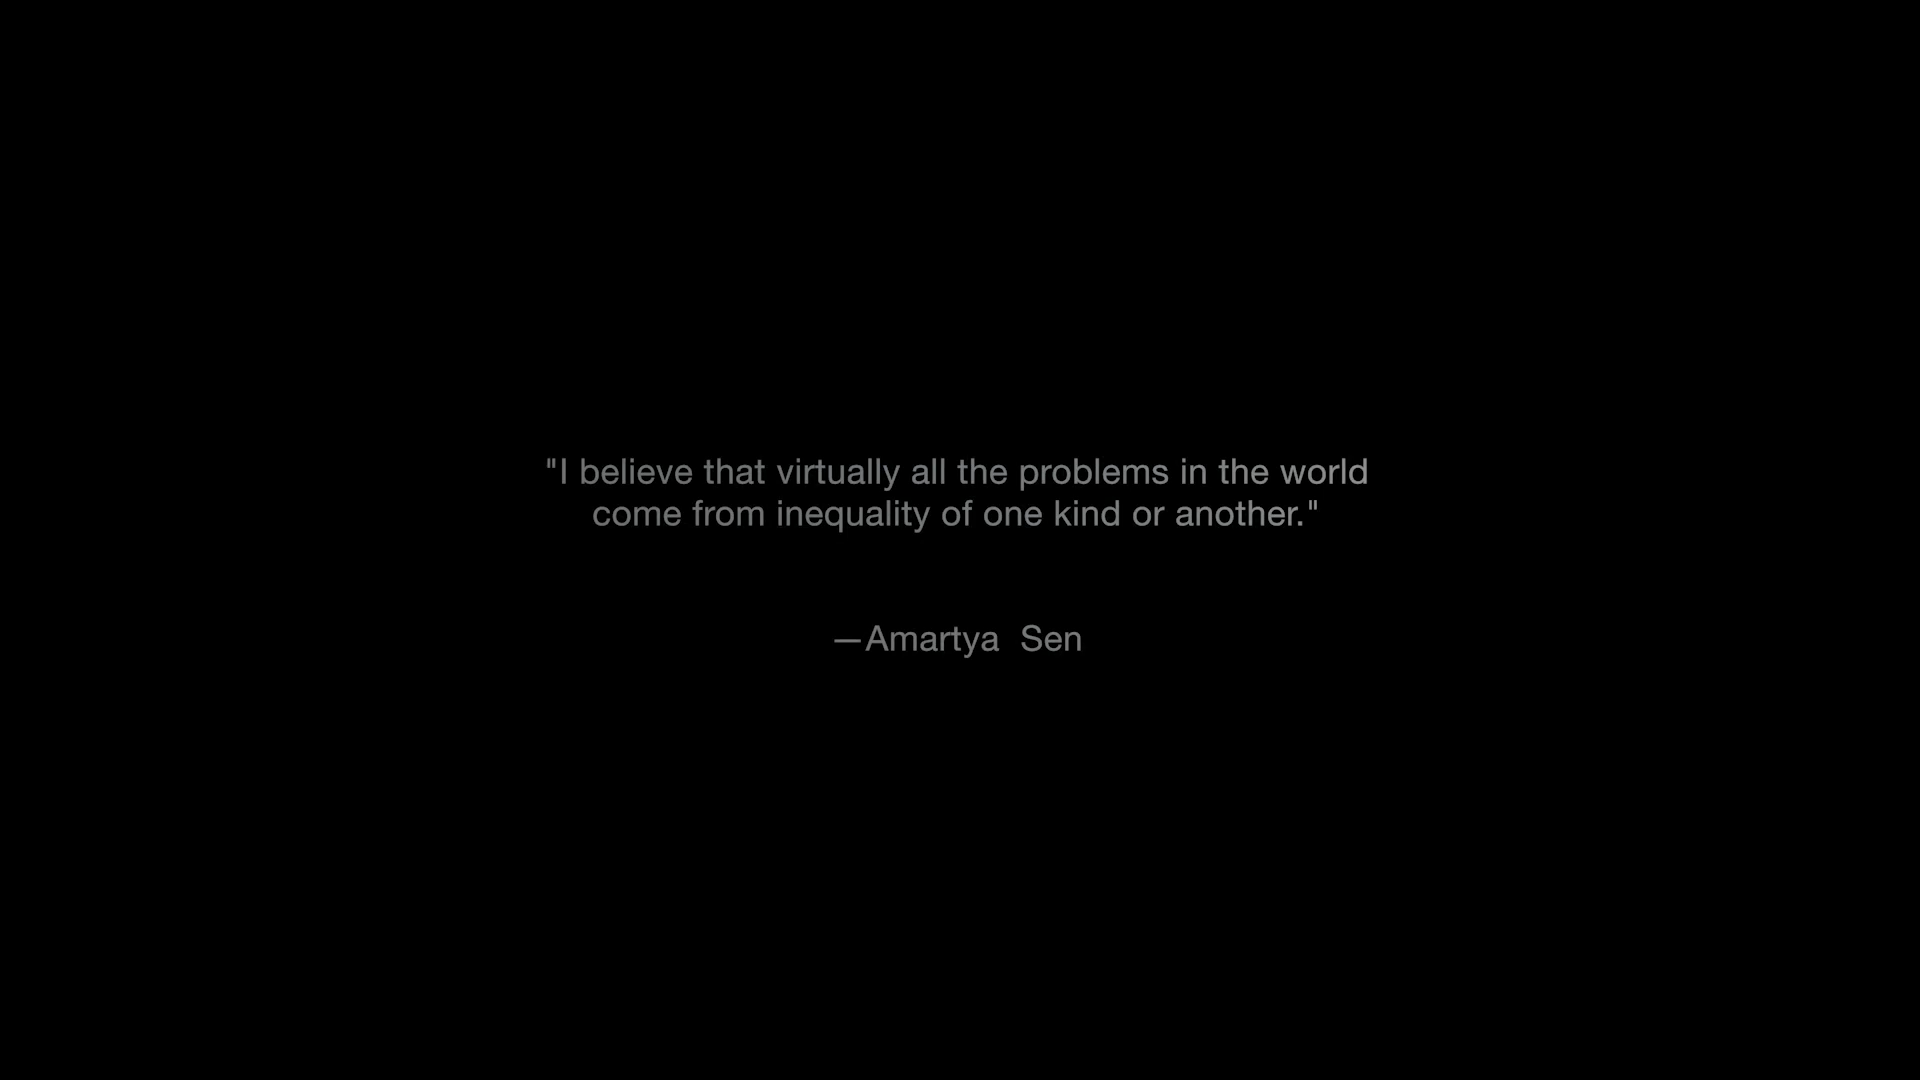 "I believe that virtually all the problems in the world
come from inequality of one kind or another."
—Amartya  Sen